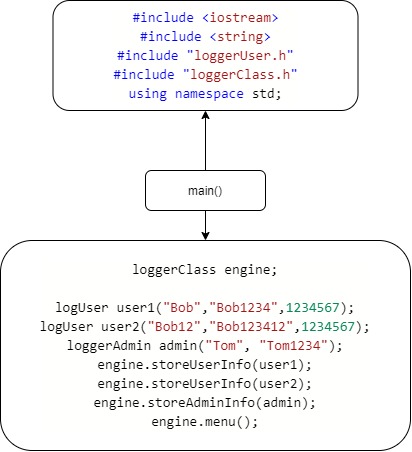 #include <iostream>
#include <string>
#include "loggerUser.h"
#include "loggerClass.h"
using namespace std;
main()
loggerClass engine;
logUser user1("Bob","Bob1234",1234567);
logUser user2("Bob12","Bob123412",1234567);
loggerAdmin admin("Tom", "Tom1234");
engine.storeUserInfo(user1);
engine.storeUserInfo(user2);
engine.storeAdminInfo(admin);
engine.menu();